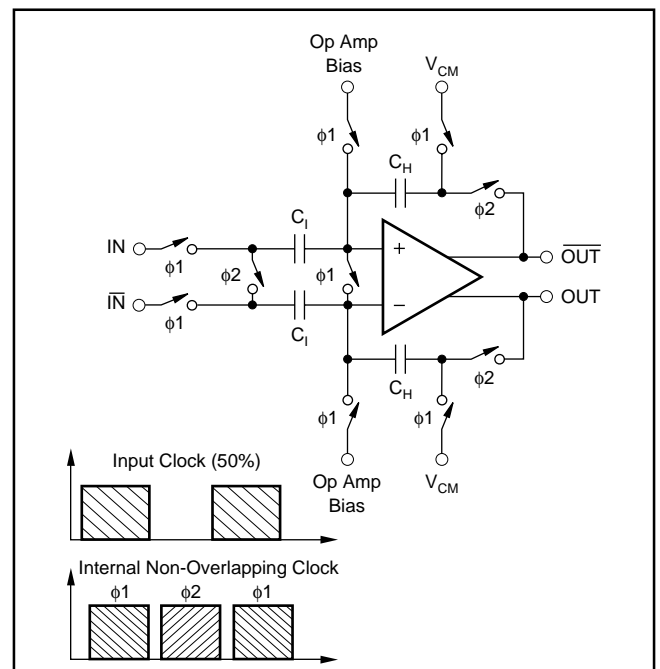 Op Amp
Bias
V_CM
ϕ1
ϕ1
C_H
ϕ2
C_I
IN
ϕ1
ϕ2
ϕ1
+
OUT̅
IN̅
ϕ1
−
OUT
C_I
C_H
ϕ2
ϕ1
ϕ1
Op Amp
Bias
V_CM
Input Clock (50%)
Internal Non-Overlapping Clock
ϕ1 ϕ2 ϕ1